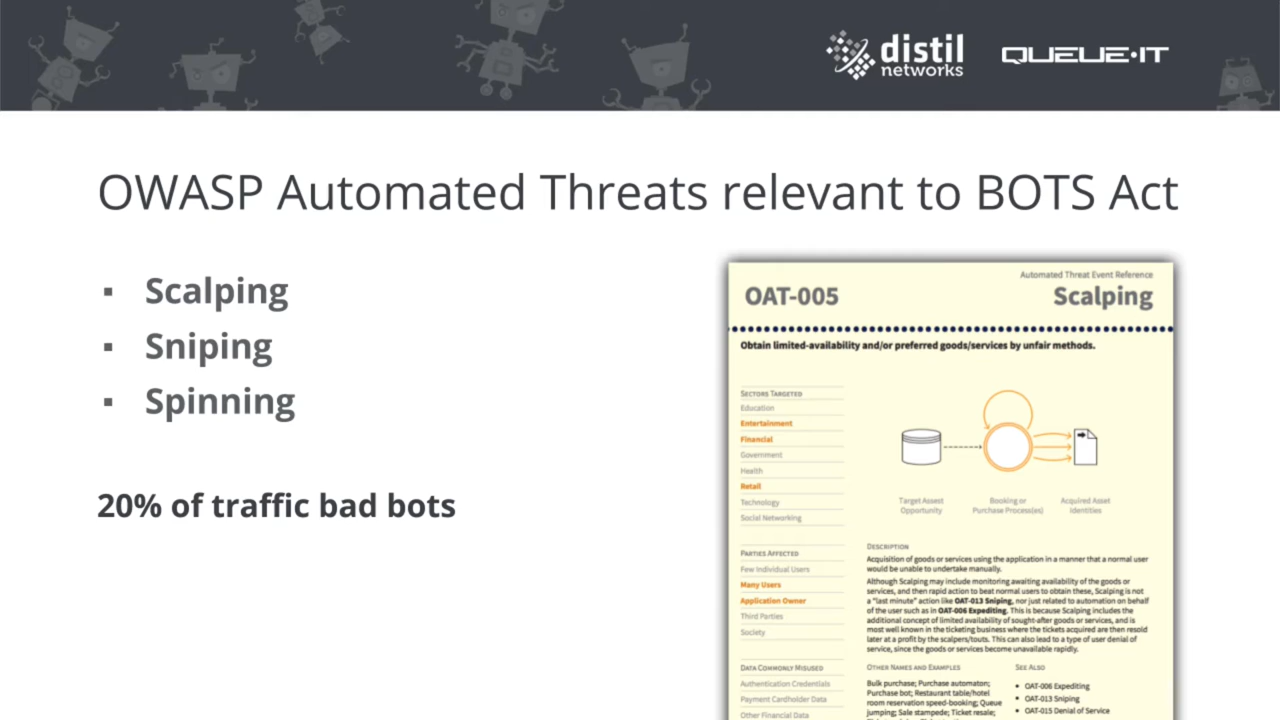 distil
networks
QUEUE·IT
OWASP Automated Threats relevant to BOTS Act
▪ Scalping
▪ Sniping
▪ Spinning
20% of traffic bad bots
Automated Threat Event Reference
OAT-005
Scalping
Obtain limited-availability and/or preferred goods/services by unfair methods.
SECTORS TARGETED
Education
Entertainment
Financial
Government
Health
Retail
Technology
Social Networking
PARTIES AFFECTED
Few Individual Users
Many Users
Application Owner
Third Parties
Society
DATA COMMONLY MISUSED
Authentication Credentials
Payment Cardholder Data
Other Financial Data
Target Assest
Opportunity
Booking or
Purchase Process(es)
Acquired Asset
Identities
DESCRIPTION
Acquisition of goods or services using the application in a manner that a normal user
would be unable to undertake manually.
Although Scalping may include monitoring awaiting availability of the goods or
services, and then rapid action to beat normal users to obtain these, Scalping is not
a "last minute" action like OAT-013 Sniping, nor just related to automation on behalf
of the user such as in OAT-006 Expediting. This is because Scalping includes the
additional concept of limited availability of sought-after goods or services, and is
most well known in the ticketing business where the tickets acquired are then resold
later at a profit by the scalpers/touts. This can also lead to a type of user denial of
service, since the goods or services become unavailable rapidly.
OTHER NAMES AND EXAMPLES
Bulk purchase; Purchase automaton;
Purchase bot; Restaurant table/hotel
room reservation speed-booking; Queue
jumping; Sale stampede; Ticket resale;
SEE ALSO
• OAT-006 Expediting
• OAT-013 Sniping
• OAT-015 Denial of Service